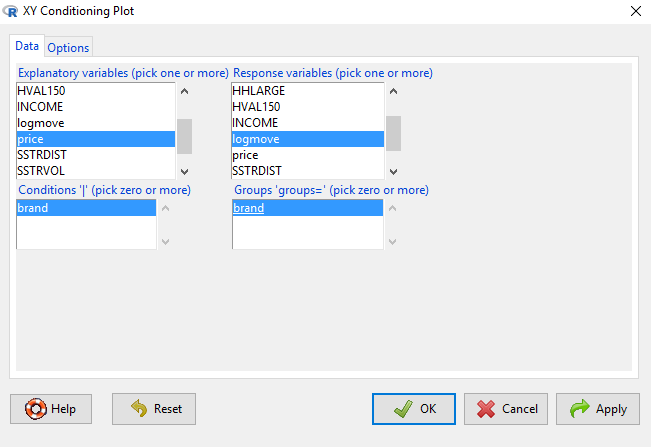 XY Conditioning Plot
Data Options
Explanatory variables (pick one or more)
HVAL150
INCOME
logmove
price
SSTRDIST
SSTRVOL
Response variables (pick one or more)
HHLARGE
HVAL150
INCOME
logmove
price
SSTRDIST
Conditions '|' (pick zero or more)
brand
Groups 'groups=' (pick zero or more)
brand
Help Reset OK Cancel Apply